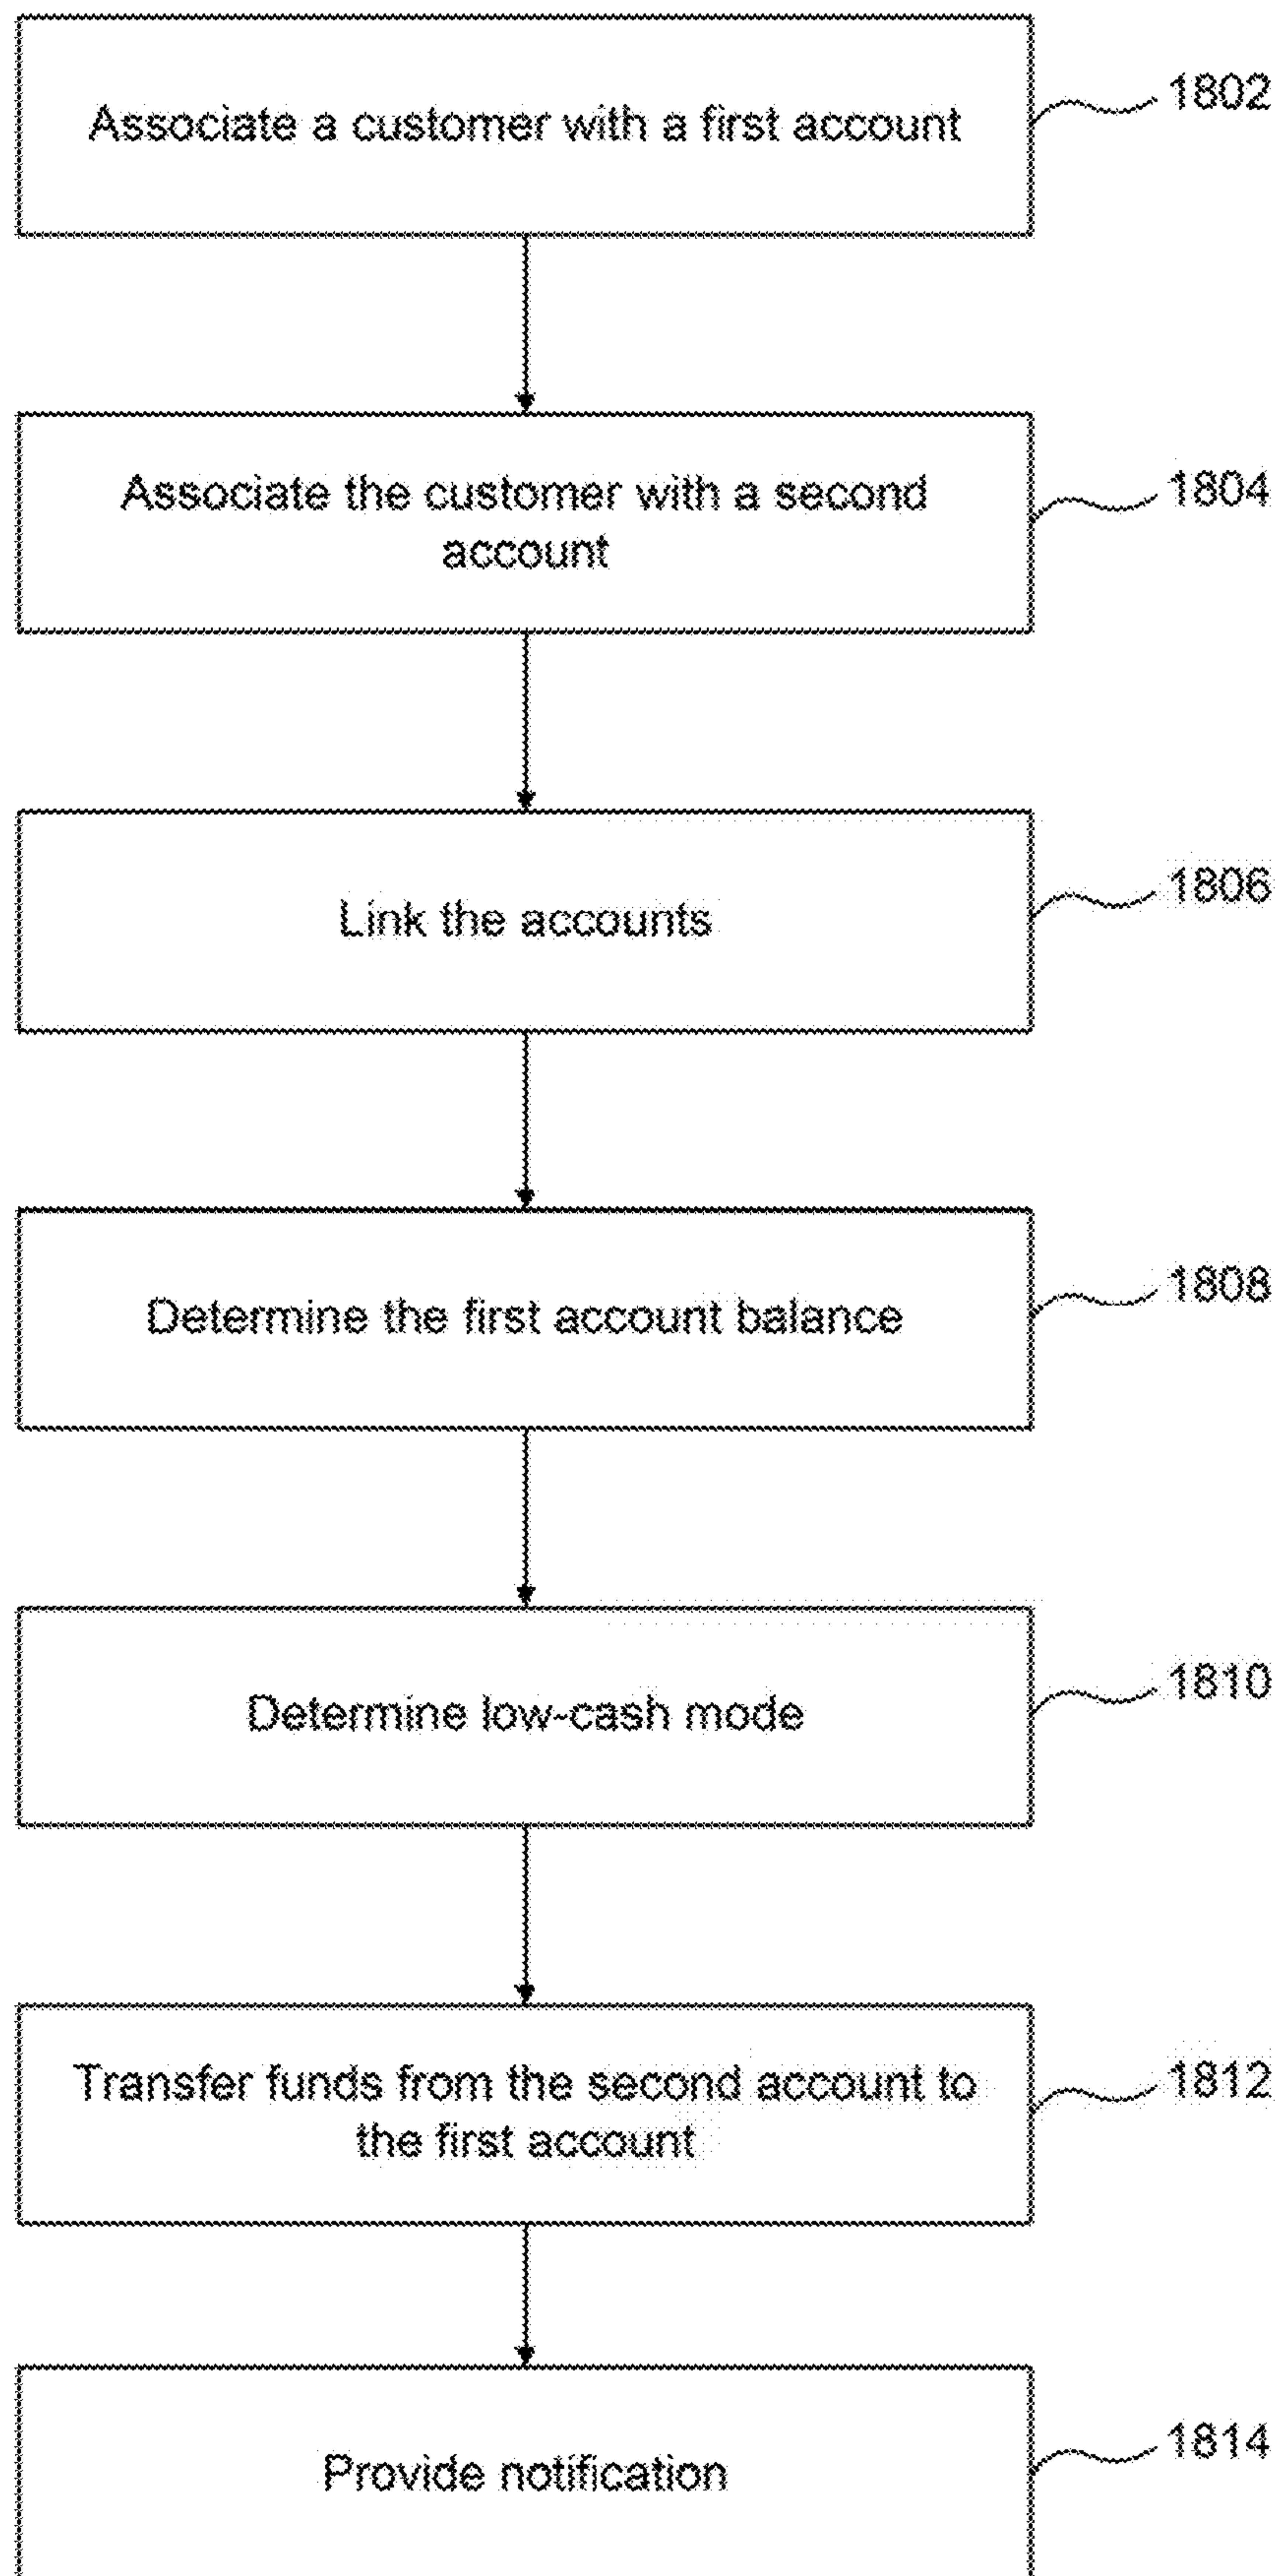 Associate a customer with a first account
1802
Associate the customer with a second
account
1804
Link the accounts
1806
Determine the first account balance
1808
Determine low-cash mode
1810
Transfer funds from the second account to
the first account
1812
Provide notification
1814